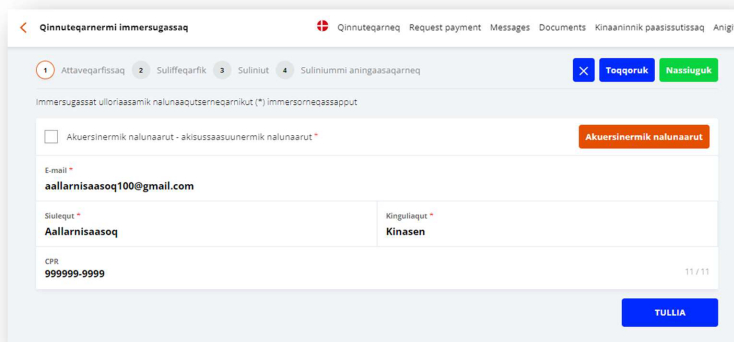 Qinnuteqarnermi immersugassaq Qinnuteqarneq Request payment Messages Documents Kinaaninnik paasissutissaq
1 Attaveqarfissaq 2 Suliffeqarfik 3 Suliniut 4 Suliniummi aningaasaqarneq Toqqoruk Nassiuguk
Immersugassat ulloriaasamik nalunaaqutserneqarnikut (*) immersorneqassapput
Akuersinermik nalunaarut - akisussaasuunermik nalunaarut * Akuersinermik nalunaarut
E-mail *
aallarnisaasoq100@gmail.com
Siulequt * Kinguliaqut *
Aallarnisaasoq Kinasen
CPR
999999-9999 11 / 11
TULLIA